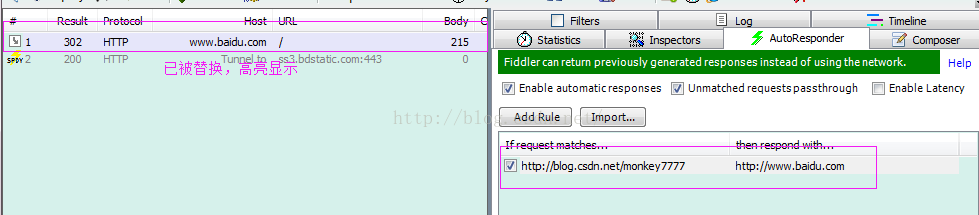 # Result Protocol Host URL Body C
1 302 HTTP www.baidu.com / 215
SPDY 2 200 HTTP Tunnel to ss3.bdstatic.com:443 0
已被替换，高亮显示
Filters Log Timeline
Statistics Inspectors AutoResponder Composer
Fiddler can return previously generated responses instead of using the network. Help
Enable automatic responses Unmatched requests passthrough Enable Latency
Add Rule Import...
http://blog.
If request matches... then respond with...
http://blog.csdn.net/monkey7777 http://www.baidu.com